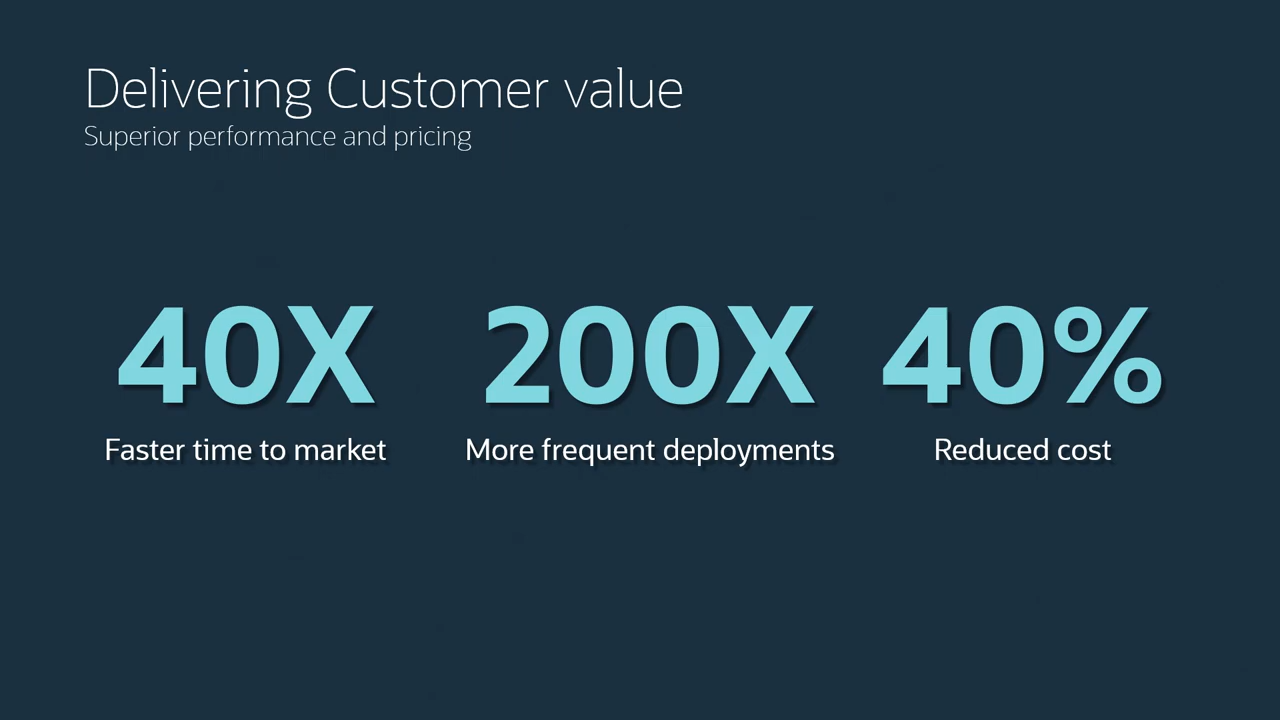 Delivering Customer value
Superior performance and pricing
40X 200X 40%
Faster time to market More frequent deployments Reduced cost